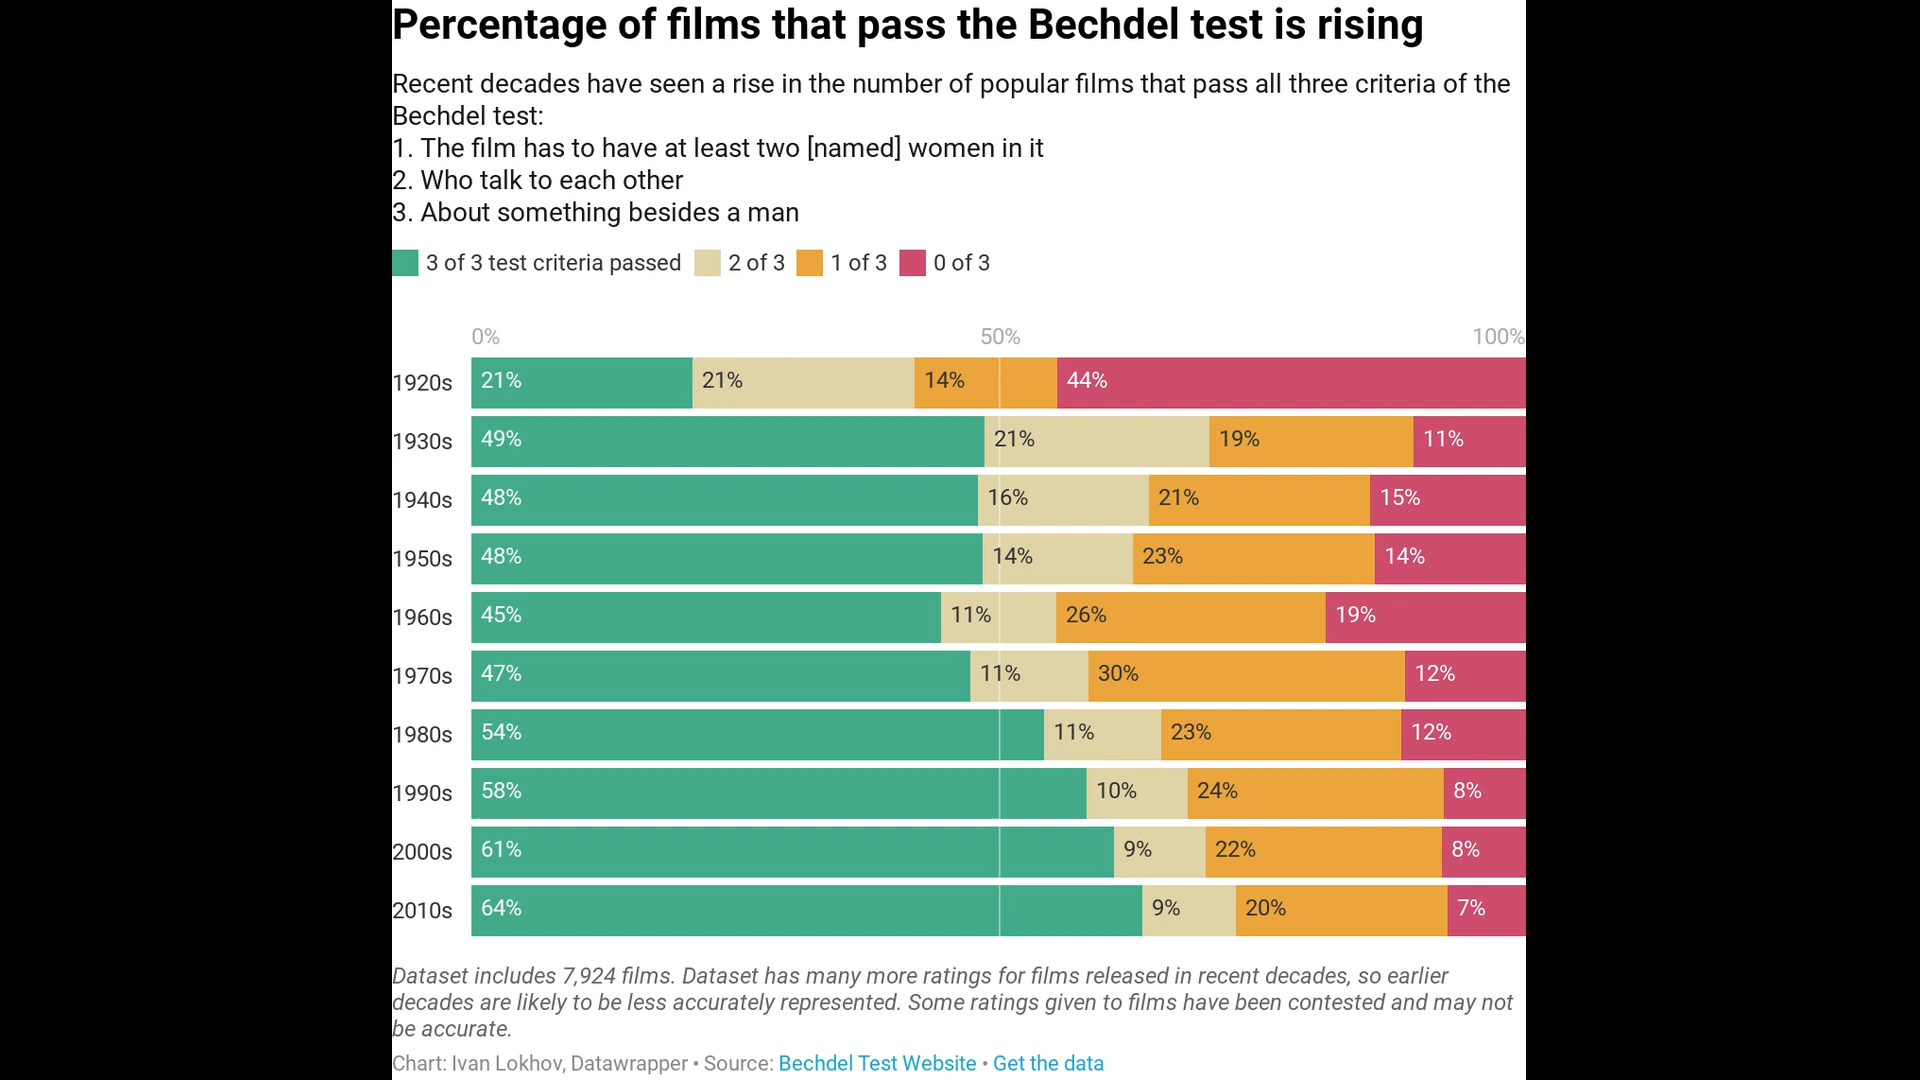 Percentage of films that pass the Bechdel test is rising
Recent decades have seen a rise in the number of popular films that pass all three criteria of the
Bechdel test:
1. The film has to have at least two [named] women in it
2. Who talk to each other
3. About something besides a man
3 of 3 test criteria passed 2 of 3 1 of 3 0 of 3
0% 50% 100%
1920s 21% 21% 14% 44%
1930s 49% 21% 19% 11%
1940s 48% 16% 21% 15%
1950s 48% 14% 23% 14%
1960s 45% 11% 26% 19%
1970s 47% 11% 30% 12%
1980s 54% 11% 23% 12%
1990s 58% 10% 24% 8%
2000s 61% 9% 22% 8%
2010s 64% 9% 20% 7%
Dataset includes 7,924 films. Dataset has many more ratings for films released in recent decades, so earlier
decades are likely to be less accurately represented. Some ratings given to films have been contested and may not
be accurate.
Chart: Ivan Lokhov, Datawrapper • Source: Bechdel Test Website • Get the data